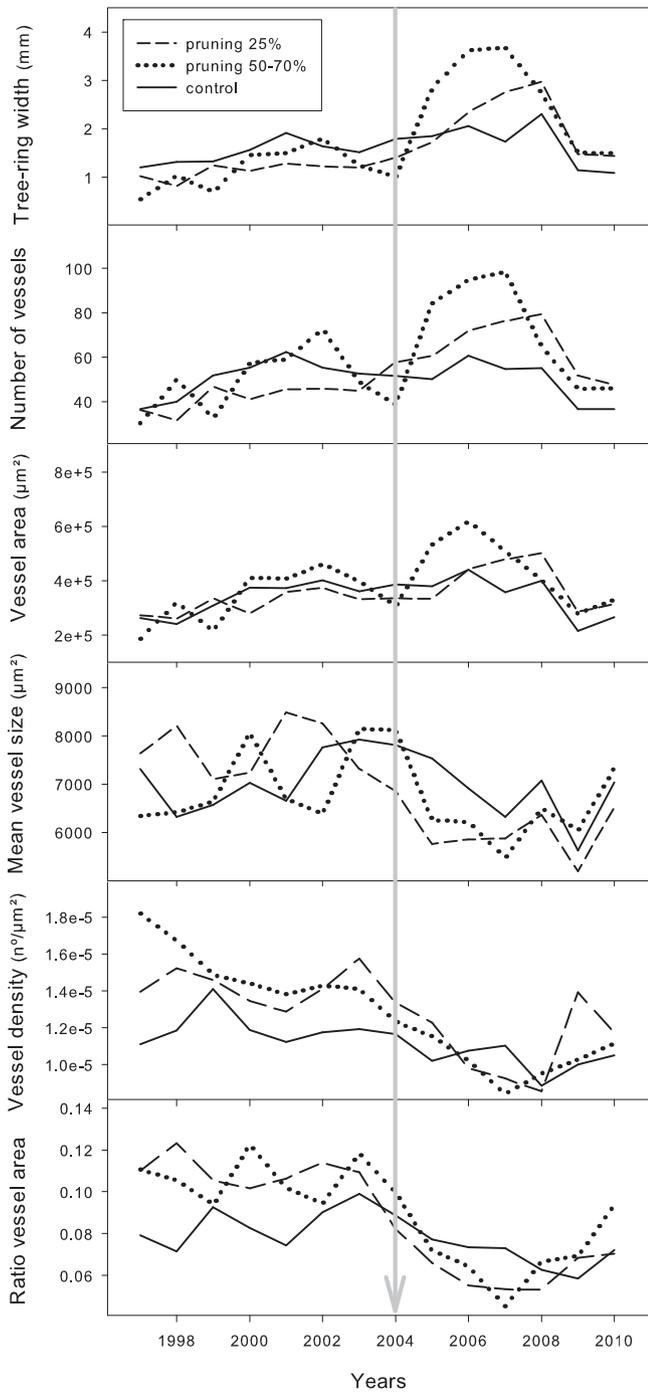 pruning 25%
pruning 50-70%
control
Tree-ring width (mm)
4
3
2
1
Number of vessels
100
80
60
40
Vessel area (µm²)
8e+5
6e+5
4e+5
2e+5
Mean vessel size (µm²)
9000
8000
7000
6000
Vessel density (nº/µm²)
1.8e-5
1.6e-5
1.4e-5
1.2e-5
1.0e-5
Ratio vessel area
0.14
0.12
0.10
0.08
0.06
1998 2000 2002 2004 2006 2008 2010
Years